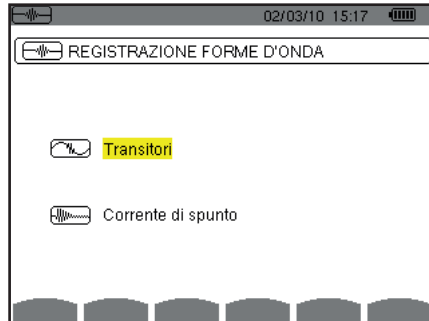 02/03/10 15:17
REGISTRAZIONE FORME D'ONDA
Transitori
Corrente di spunto